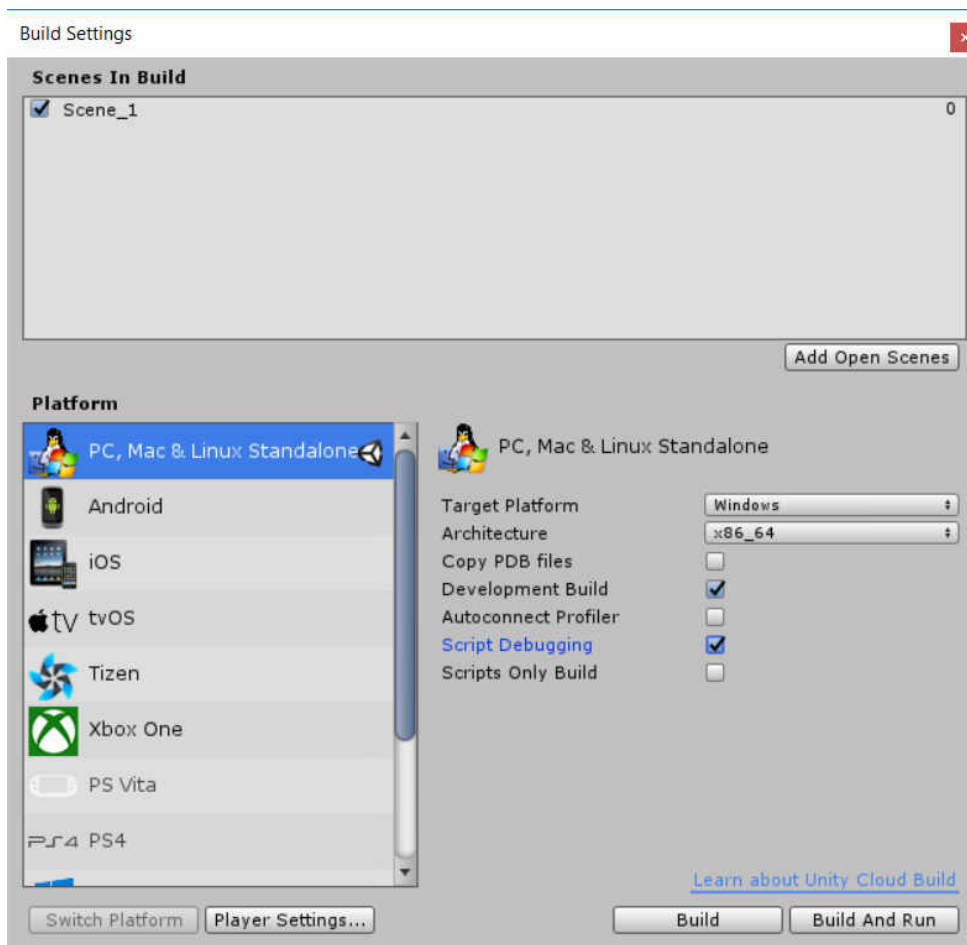 Build Settings
x
Scenes In Build
Scene_1 0
Add Open Scenes
Platform
PC, Mac & Linux Standalone
Android
iOS
tv tvOS
Tizen
Xbox One
PS Vita
PS4 PS4
PC, Mac & Linux Standalone
Target Platform Windows
Architecture x86_64
Copy PDB files
Development Build
Autoconnect Profiler
Script Debugging
Scripts Only Build
Learn about Unity Cloud Build
Switch Platform Player Settings... Build Build And Run